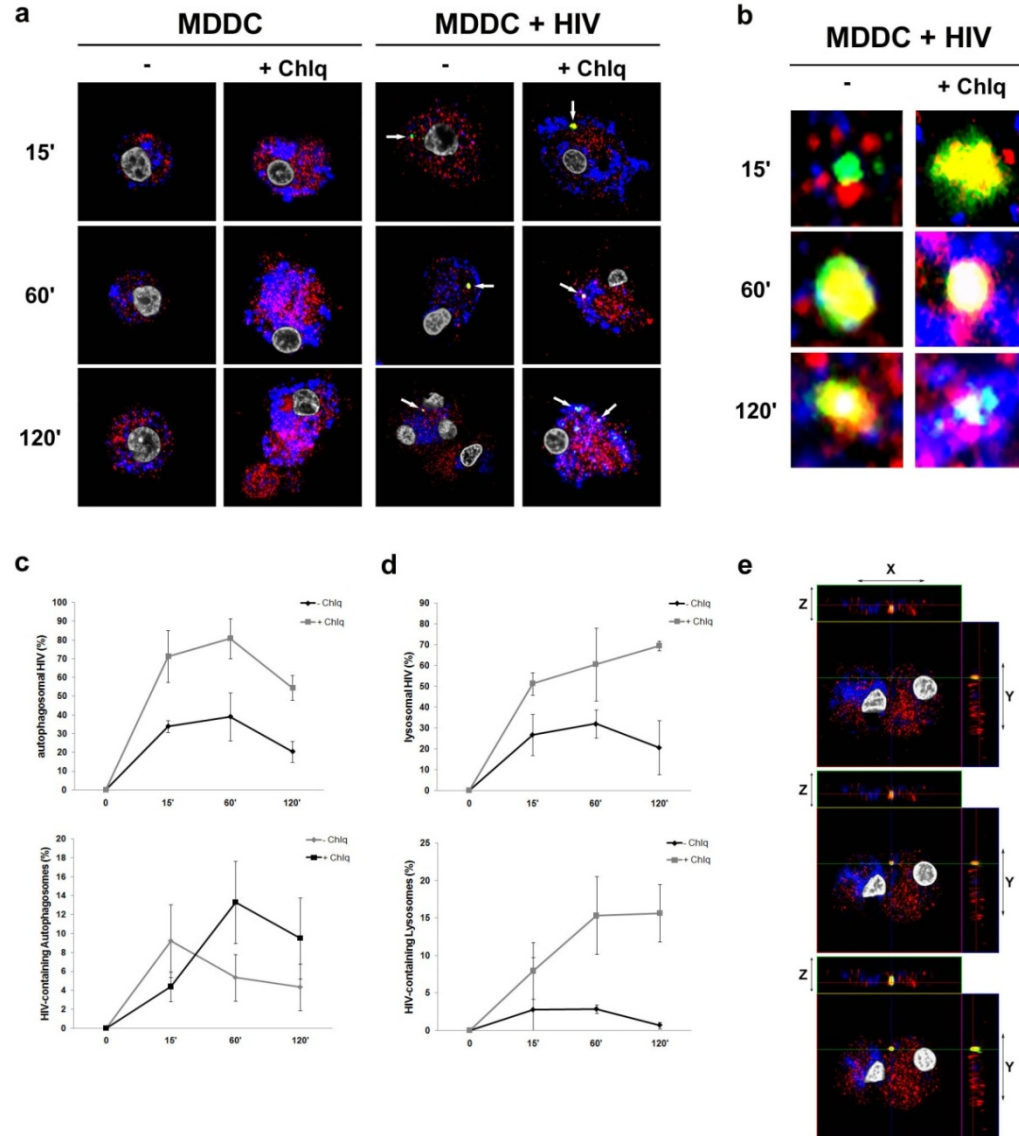 a
MDDC
MDDC + HIV
-
+ Chlq
-
+ Chlq
15'
60'
120'
b
MDDC + HIV
-
+ Chlq
15'
60'
120'
c
autophagosomal HIV (%)
100
90
80
70
60
50
40
30
20
10
0
0
15'
60'
120'
- Chlq
+ Chlq
HIV-containing Autophagosomes (%)
20
18
16
14
12
10
8
6
4
2
0
0
15'
60'
120'
- Chlq
+ Chlq
d
lysosomal HIV (%)
90
80
70
60
50
40
30
20
10
0
0
15'
60'
120'
- Chlq
+ Chlq
HIV-containing Lysosomes (%)
25
20
15
10
5
0
0
15'
60'
120'
- Chlq
+ Chlq
e
X
Z
Y
Z
Y
Z
Y